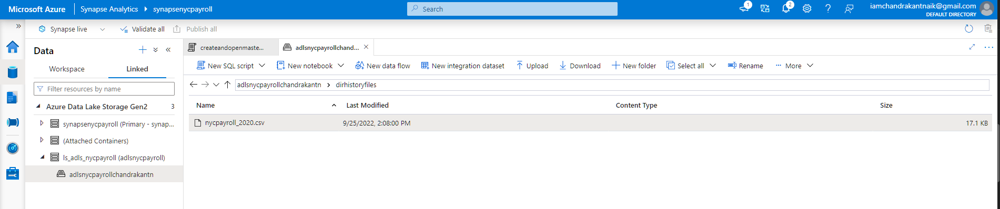 Microsoft Azure Synapse Analytics synapsenycpayroll Search 1 2 iamchandrakantnaik@gmail.com
DEFAULT DIRECTORY
» Synapse live Validate all Publish all
Data createandopenmaste... adlsnycpayrollchand...
Workspace Linked
New SQL script New notebook New data flow New integration dataset Upload Download New folder Select all Rename More
Filter resources by name
adlsnycpayrollchandrakantn > dirhistoryfiles
Azure Data Lake Storage Gen2 3
Name Last Modified Content Type Size
synapsenycpayroll (Primary - synap...
nycpayroll_2020.csv 9/25/2022, 2:08:00 PM 17.1 KB
(Attached Containers)
ls_adls_nycpayroll (adlsnycpayroll)
adlsnycpayrollchandrakantn